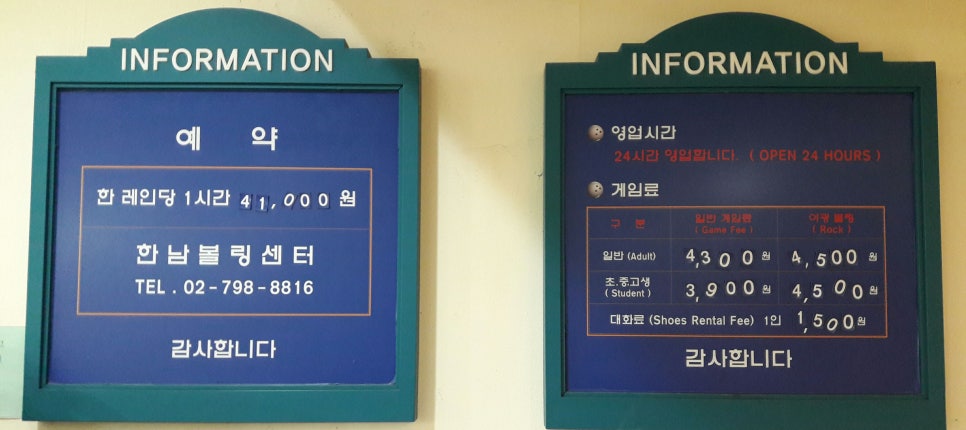 INFORMATION
예 약
한 레인당 1시간 41,000 원
한남볼링센터
TEL . 02-798-8816
감사합니다
INFORMATION
영업시간
24시간 영업합니다. ( OPEN 24 HOURS )
게임료
구 분 일반 게임료 야광 볼링
( Game Fee ) ( Rock )
일반 (Adult) 4,300 원 4,500 원
초.중고생 3,900 원 4,500 원
( Student )
대화료 (Shoes Rental Fee) 1인 1,500원
감사합니다